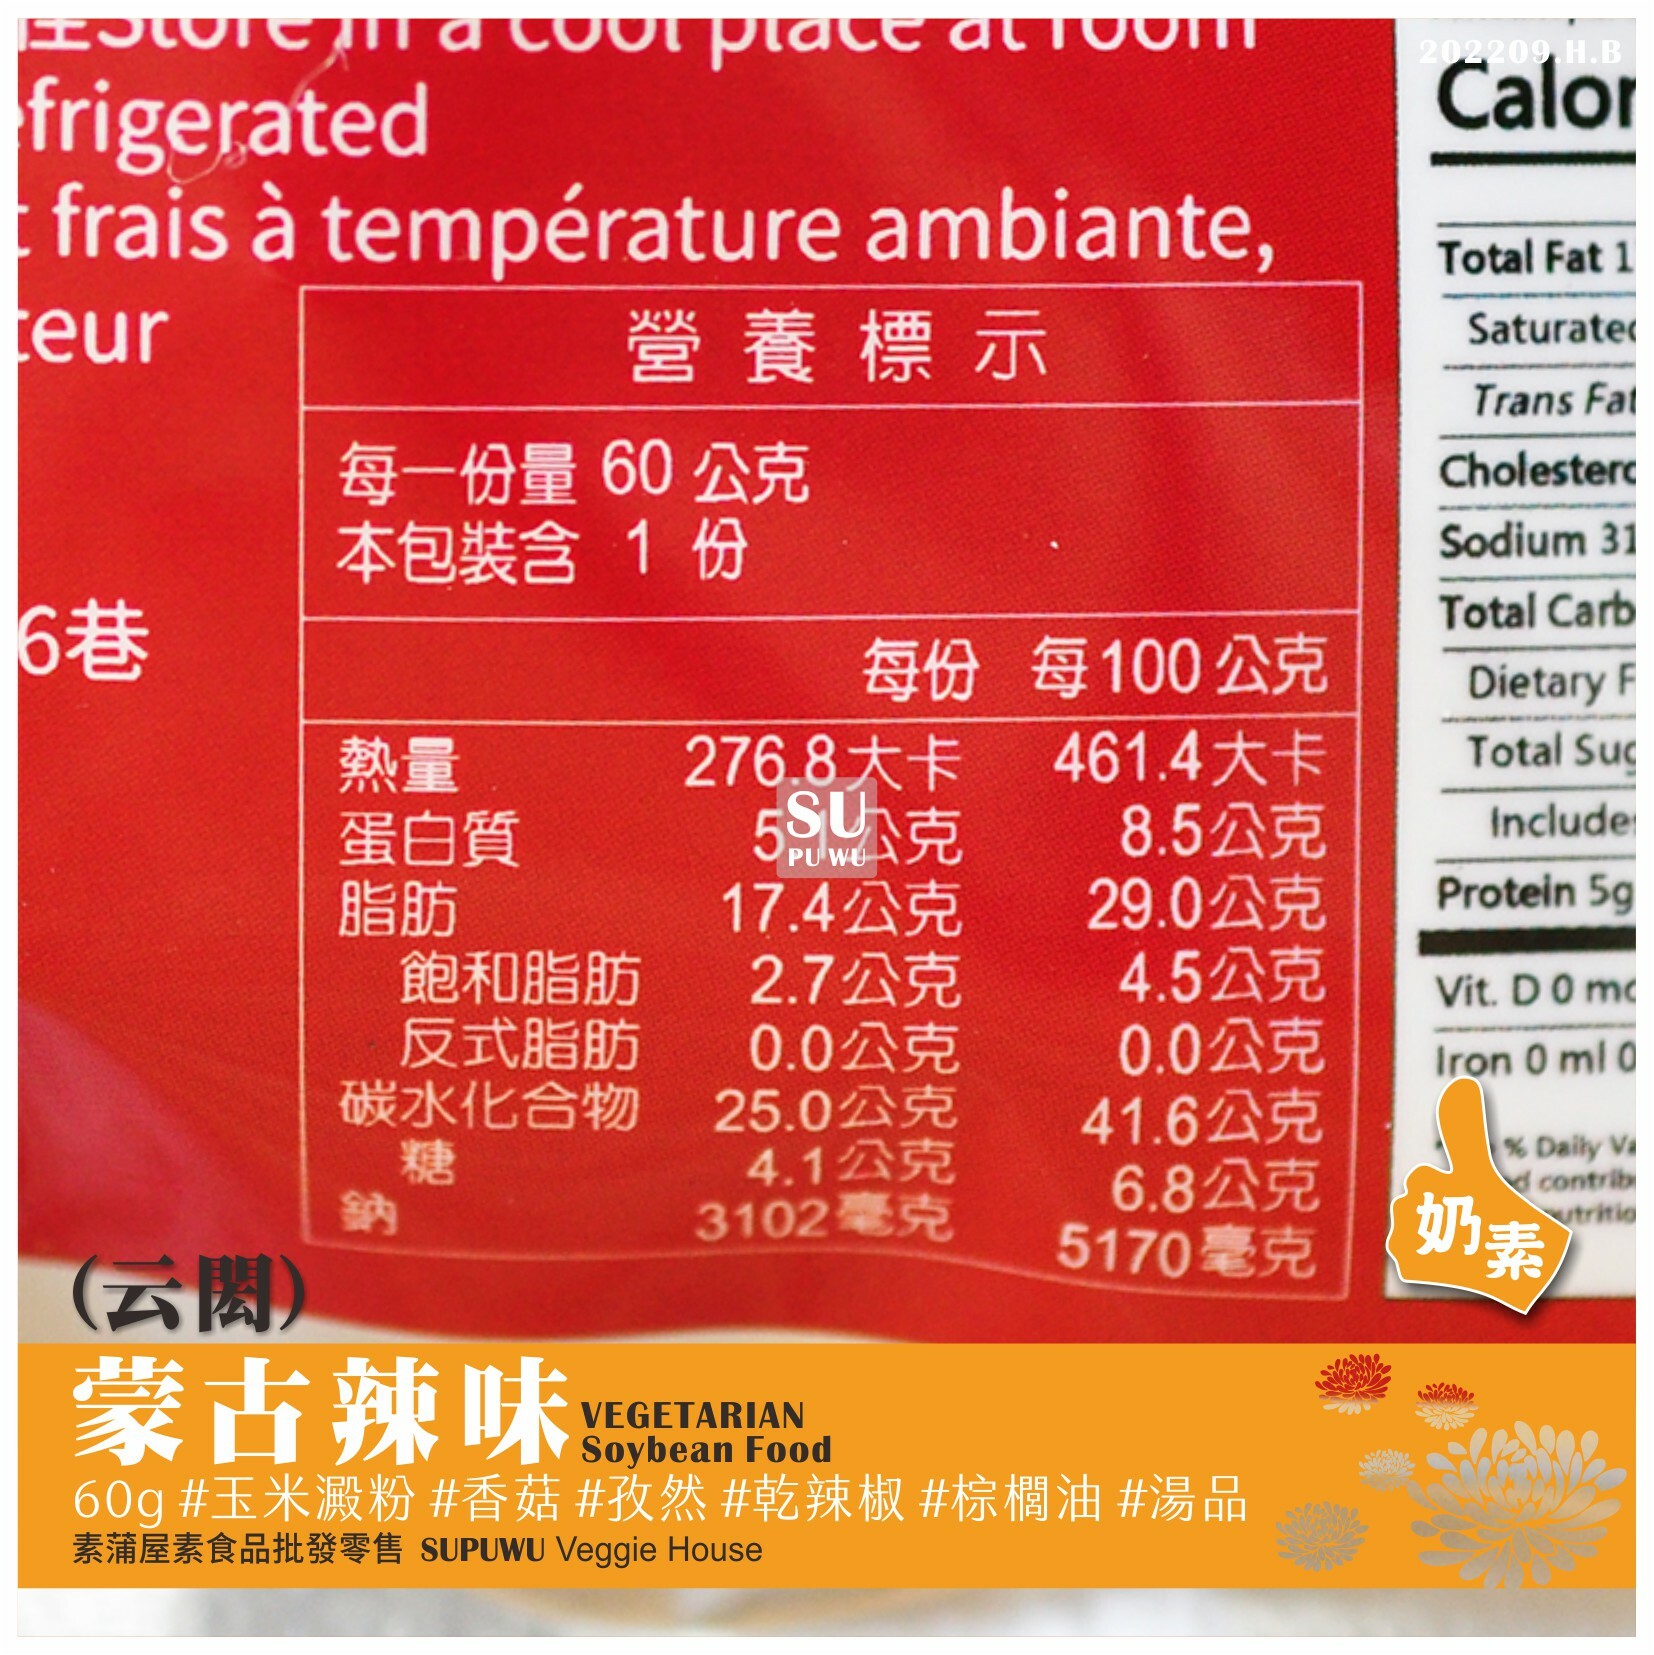 Store in a cool place at room
202209.H.B
efrigerated
frais à température ambiante,
teur
6巷
營養標示
每一份量 60 公克
本包裝含 1 份
每份 每100公克
熱量 276.8大卡 461.4大卡
蛋白質 5.1公克 8.5公克
脂肪 17.4公克 29.0公克
飽和脂肪 2.7公克 4.5公克
反式脂肪 0.0公克 0.0公克
碳水化合物 25.0公克 41.6公克
糖 4.1公克 6.8公克
鈉 3102毫克 5170毫克
SU
PU WU
Calor
Total Fat 1
Saturated
Trans Fat
Cholestero
Sodium 31
Total Carb
Dietary F
Total Sug
Includes
Protein 5g
Vit. D 0 mc
Iron 0 ml 0
% Daily Va
d contrib
nutritio
奶素
(云閎)
蒙古辣味
VEGETARIAN
Soybean Food
60g #玉米澱粉 #香菇 #孜然 #乾辣椒 #棕櫚油 #湯品
素蒲屋素食品批發零售 SUPUWU Veggie House